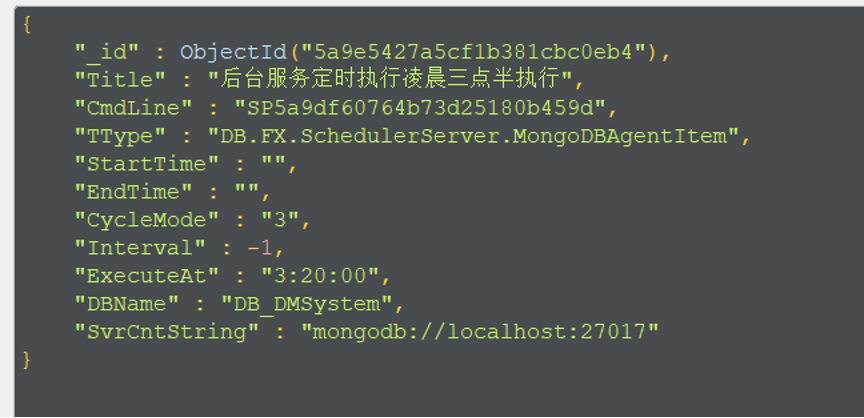 {
"_id" : ObjectId("5a9e5427a5cf1b381cbc0eb4"),
"Title" : "后台服务定时执行凌晨三点半执行",
"CmdLine" : "SP5a9df60764b73d25180b459d",
"TType" : "DB.FX.SchedulerServer.MongoDBAgentItem",
"StartTime" : "",
"EndTime" : "",
"CycleMode" : "3",
"Interval" : -1,
"ExecuteAt" : "3:20:00",
"DBName" : "DB_DMSystem",
"SvrCntString" : "mongodb://localhost:27017"
}